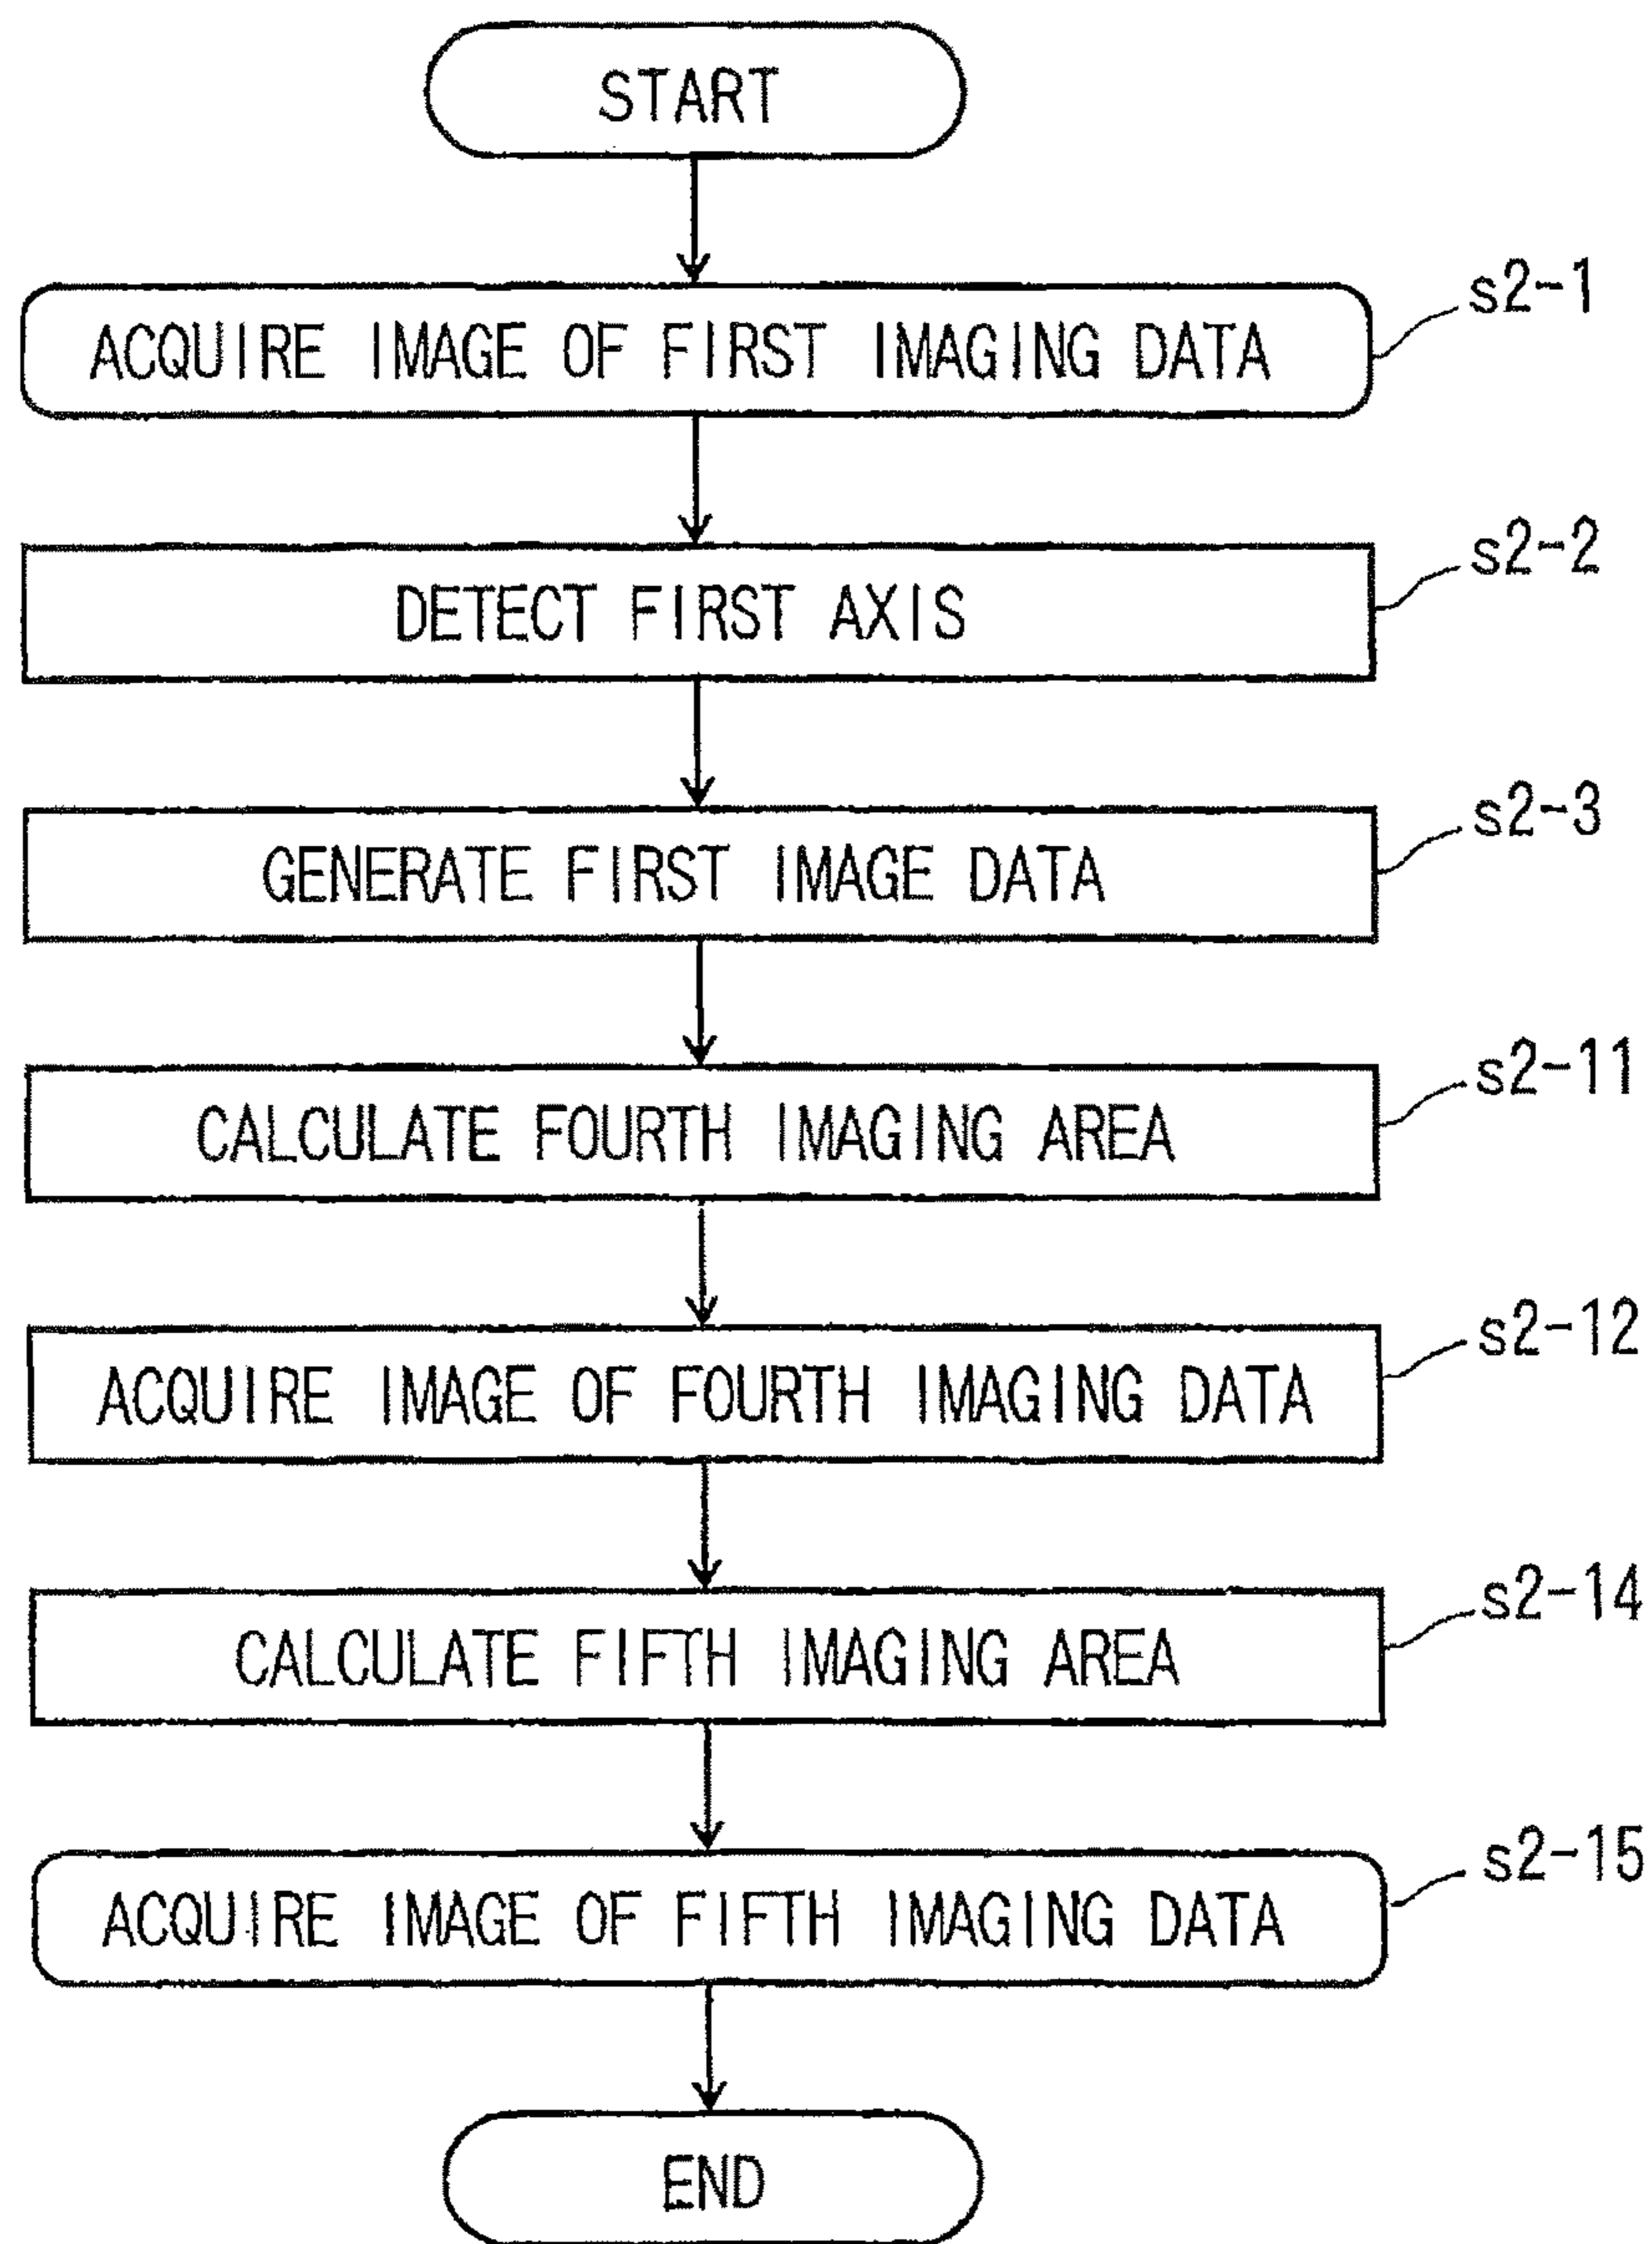 START
ACQUIRE IMAGE OF FIRST IMAGING DATA
s2-1
DETECT FIRST AXIS
s2-2
GENERATE FIRST IMAGE DATA
s2-3
CALCULATE FOURTH IMAGING AREA
s2-11
ACQUIRE IMAGE OF FOURTH IMAGING DATA
s2-12
CALCULATE FIFTH IMAGING AREA
s2-14
ACQUIRE IMAGE OF FIFTH IMAGING DATA
s2-15
END